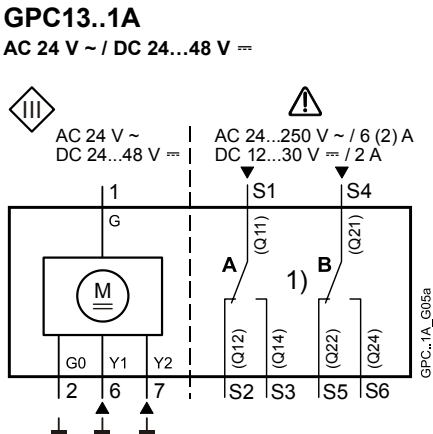 GPC13..1A
AC 24 V ~ / DC 24…48 V ⎓
III
AC 24 V ~
DC 24...48 V ⎓
AC 24...250 V ~ / 6 (2) A
DC 12...30 V ⎓ / 2 A
1
S1
S4
G
(Q11)
(Q21)
A
1)
B
M
G0
Y1
Y2
(Q12)
(Q14)
(Q22)
(Q24)
2
6
7
S2
S3
S5
S6
GPC..1A_G05a